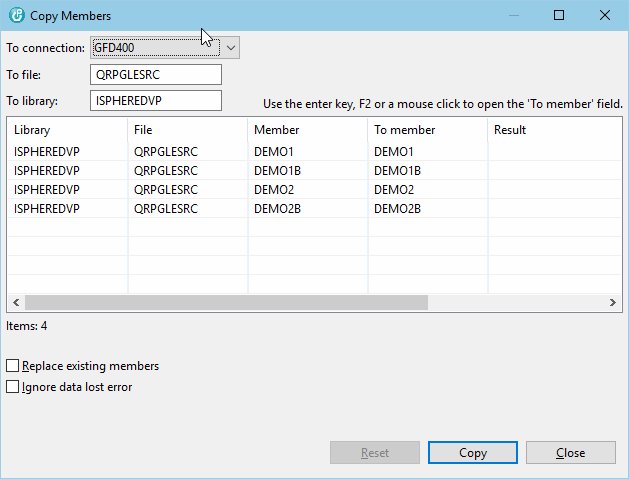 Copy Members
To connection: GFD400
To file: QRPGLESRC
To library: ISPHEREDVP
Use the enter key, F2 or a mouse click to open the 'To member' field.
Library File Member To member Result
ISPHEREDVP QRPGLESRC DEMO1 DEMO1
ISPHEREDVP QRPGLESRC DEMO1B DEMO1B
ISPHEREDVP QRPGLESRC DEMO2 DEMO2
ISPHEREDVP QRPGLESRC DEMO2B DEMO2B
Items: 4
Replace existing members
Ignore data lost error
Reset Copy Close